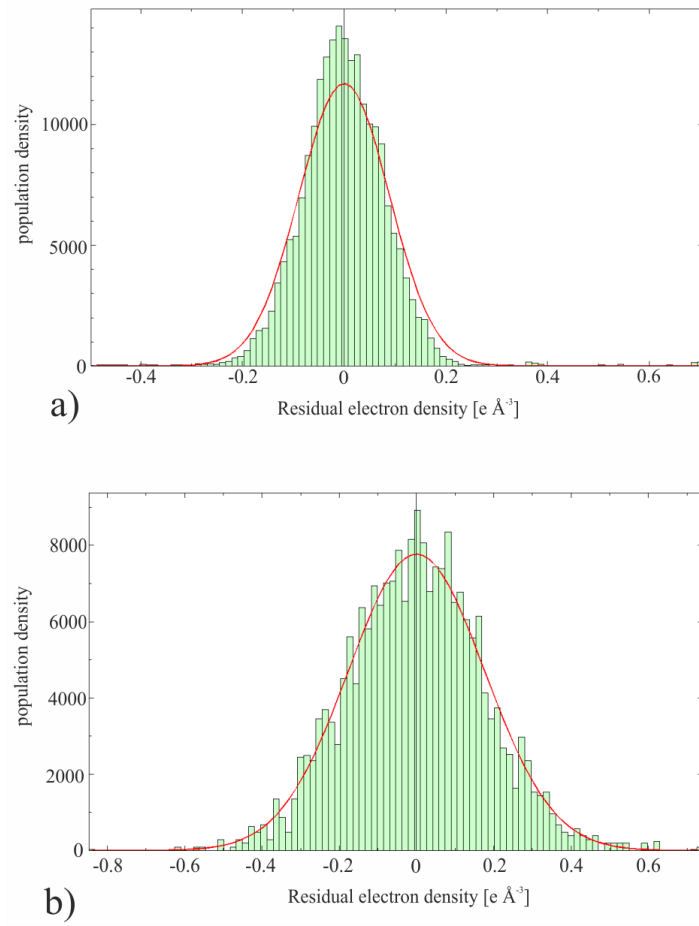 population density
10000
5000
0
-0.4 -0.2 0 0.2 0.4 0.6
a)
Residual electron density [e Å⁻³]
population density
8000
6000
4000
2000
0
-0.8 -0.6 -0.4 -0.2 0 0.2 0.4 0.6
Residual electron density [e Å⁻³]
b)